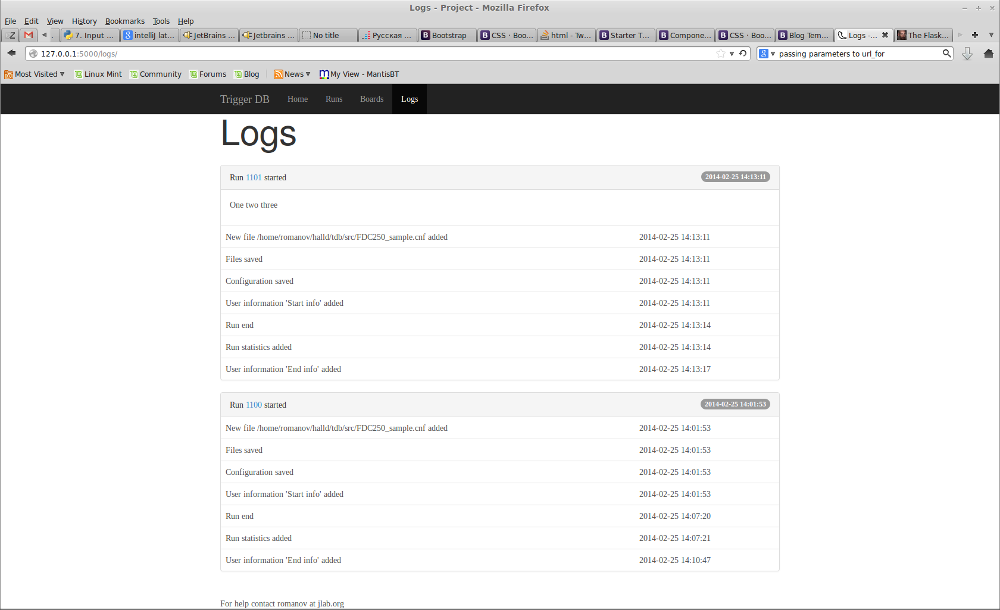 Logs - Project - Mozilla Firefox
File Edit View History Bookmarks Tools Help
Z . 7. Input ... intelliJ lat... JetBrains ... Jetbrains ... No title Русская ... Bootstrap CSS · Boo... html - Tw... Starter T... Compone... CSS · Boo... Blog Tem... Logs -... The Flask...
127.0.0.1:5000/logs/ passing parameters to url_for
Most Visited Linux Mint Community Forums Blog News My View - MantisBT
Trigger DB Home Runs Boards Logs
Logs
Run 1101 started 2014-02-25 14:13:11
One two three
New file /home/romanov/halld/tdb/src/FDC250_sample.cnf added 2014-02-25 14:13:11
Files saved 2014-02-25 14:13:11
Configuration saved 2014-02-25 14:13:11
User information 'Start info' added 2014-02-25 14:13:11
Run end 2014-02-25 14:13:14
Run statistics added 2014-02-25 14:13:14
User information 'End info' added 2014-02-25 14:13:17
Run 1100 started 2014-02-25 14:01:53
New file /home/romanov/halld/tdb/src/FDC250_sample.cnf added 2014-02-25 14:01:53
Files saved 2014-02-25 14:01:53
Configuration saved 2014-02-25 14:01:53
User information 'Start info' added 2014-02-25 14:01:53
Run end 2014-02-25 14:07:20
Run statistics added 2014-02-25 14:07:21
User information 'End info' added 2014-02-25 14:10:47
For help contact romanov at jlab.org